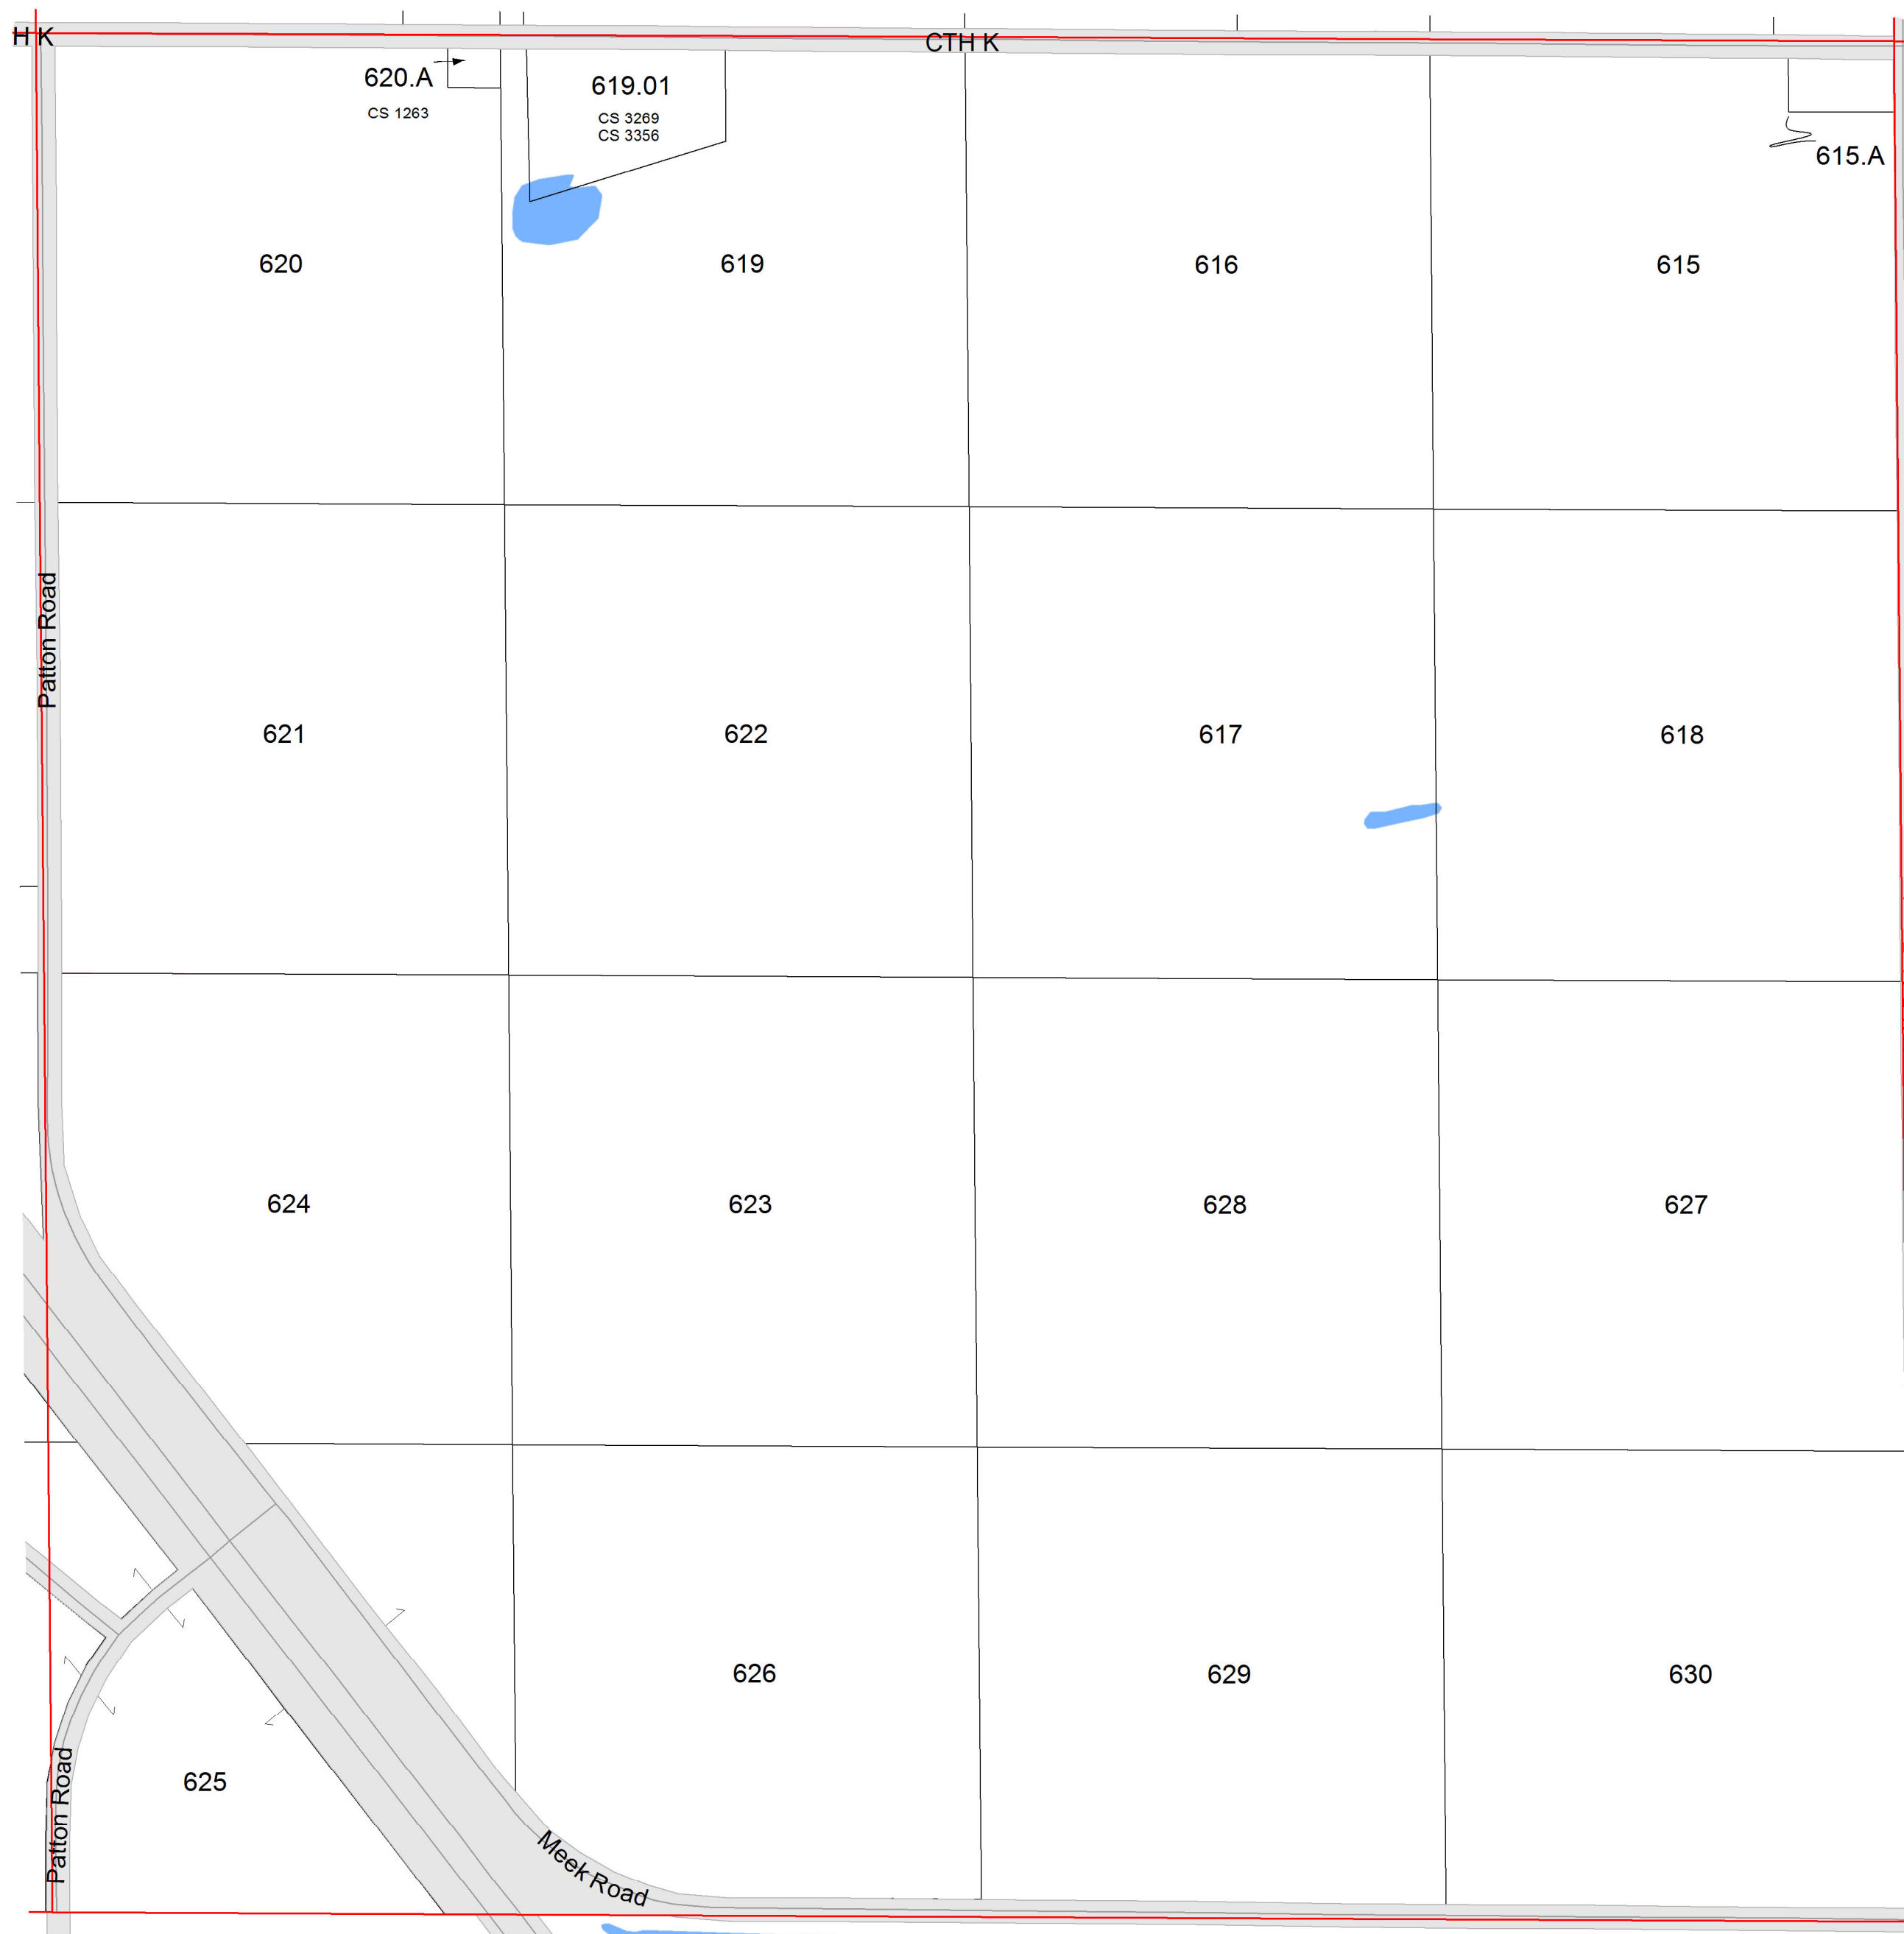 H K
CTH K
620.A
CS 1263
619.01
CS 3269
CS 3356
615.A
620
619
616
615
Patton Road
621
622
617
618
624
623
628
627
626
629
630
625
Patton Road
Meek Road